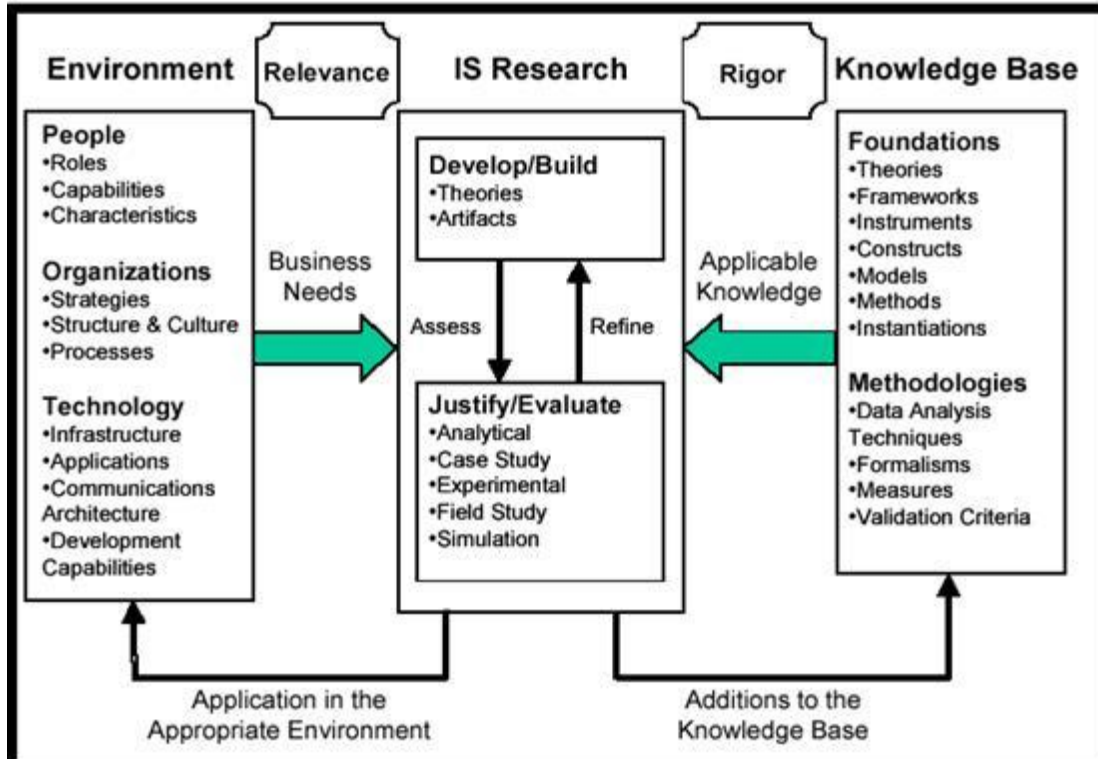 Environment
Relevance
IS Research
Rigor
Knowledge Base
People
•Roles
•Capabilities
•Characteristics
Organizations
•Strategies
•Structure & Culture
•Processes
Technology
•Infrastructure
•Applications
•Communications
Architecture
•Development
Capabilities
Business
Needs
Develop/Build
•Theories
•Artifacts
Assess
Refine
Justify/Evaluate
•Analytical
•Case Study
•Experimental
•Field Study
•Simulation
Applicable
Knowledge
Foundations
•Theories
•Frameworks
•Instruments
•Constructs
•Models
•Methods
•Instantiations
Methodologies
•Data Analysis
Techniques
•Formalisms
•Measures
•Validation Criteria
Application in the
Appropriate Environment
Additions to the
Knowledge Base